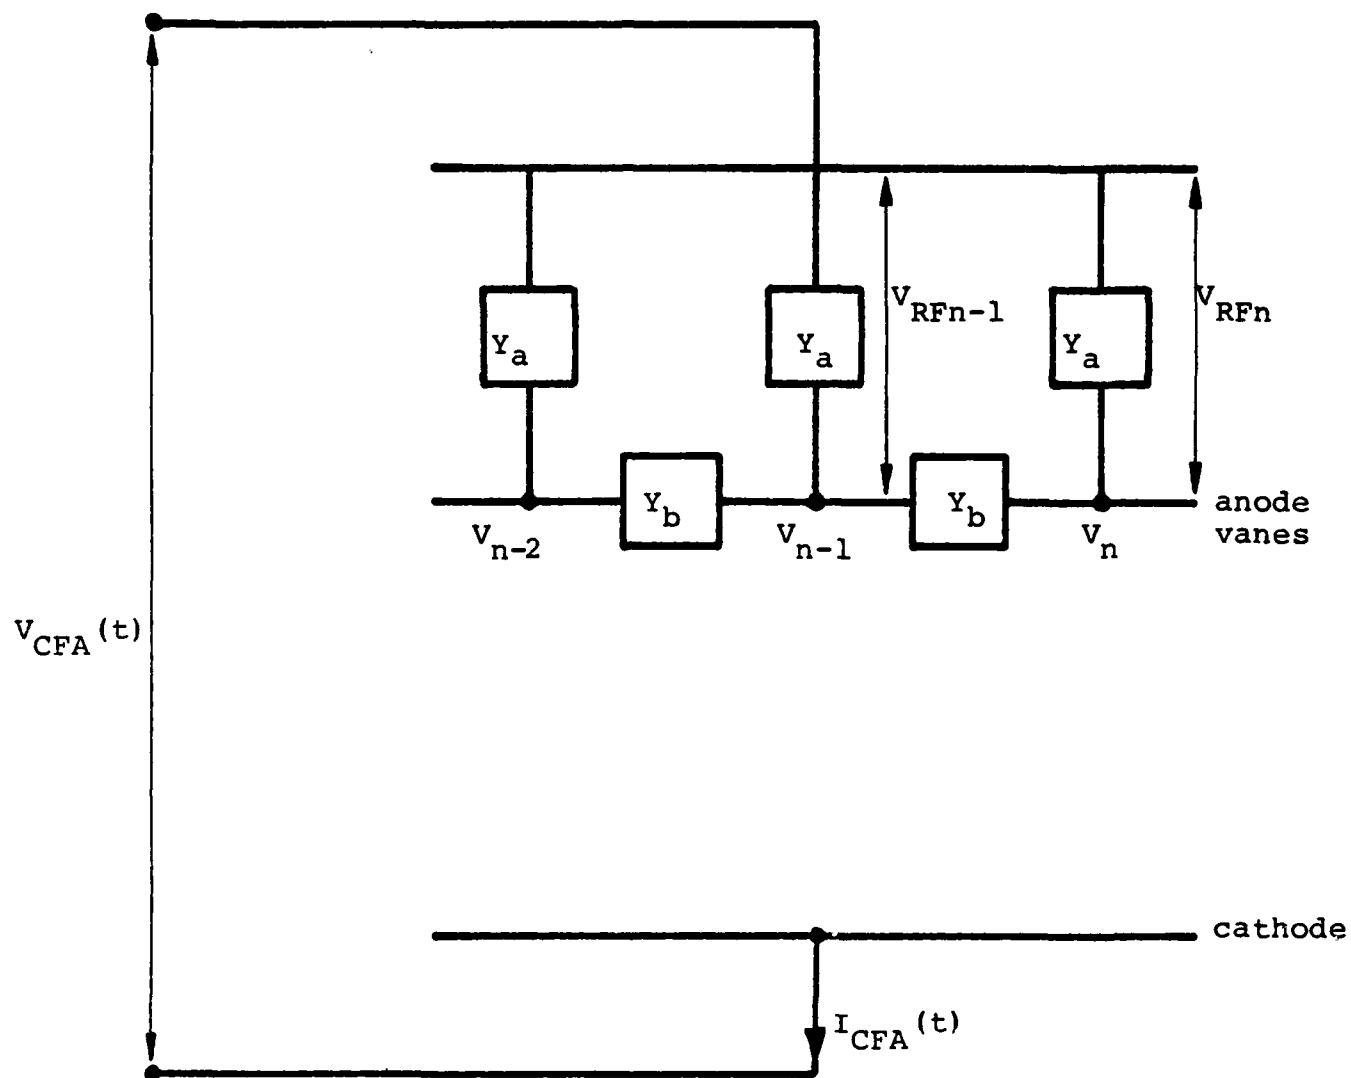 Y_a
Y_a
V_RFn-1
Y_a
V_RFn
Y_b
Y_b
anode
vanes
V_n-2
V_n-1
V_n
V_CFA (t)
cathode
I_CFA (t)